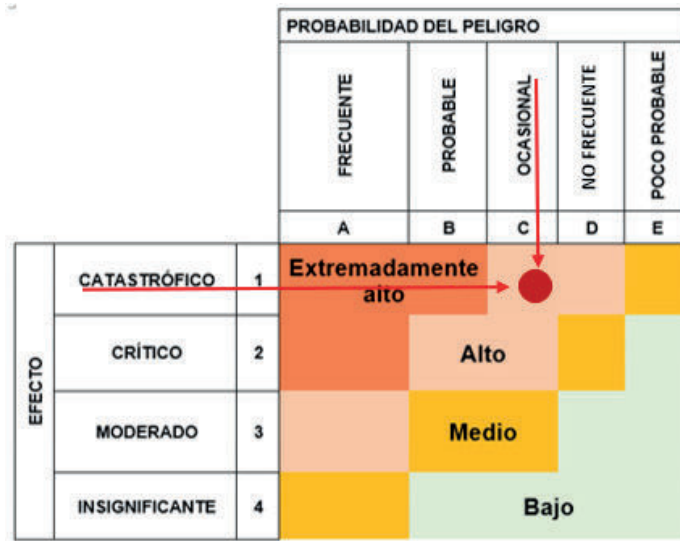 PROBABILIDAD DEL PELIGRO
FRECUENTE
PROBABLE
OCASIONAL
NO FRECUENTE
POCO PROBABLE
A B C D E
EFECTO
CATASTRÓFICO 1 Extremadamente
alto
CRÍTICO 2 Alto
MODERADO 3 Medio
INSIGNIFICANTE 4 Bajo